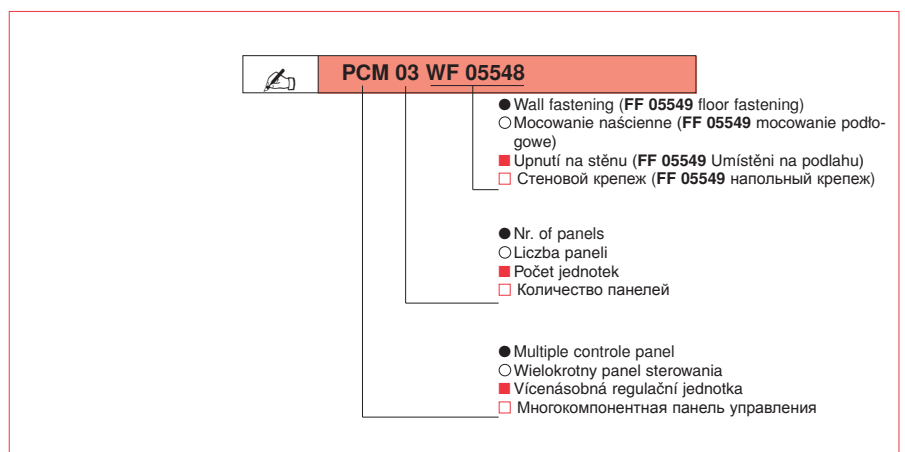 PCM 03 WF 05548
● Wall fastening (FF 05549 floor fastening)
○ Mocowanie naścienne (FF 05549 mocowanie podło-
gowe)
■ Upnutí na stěnu (FF 05549 Umístěni na podlahu)
□ Стеновой крепеж (FF 05549 напольный крепеж)
● Nr. of panels
○ Liczba paneli
■ Počet jednotek
□ Количество панелей
● Multiple controle panel
○ Wielokrotny panel sterowania
■ Vícenásobná regulační jednotka
□ Многокомпонентная панель управления